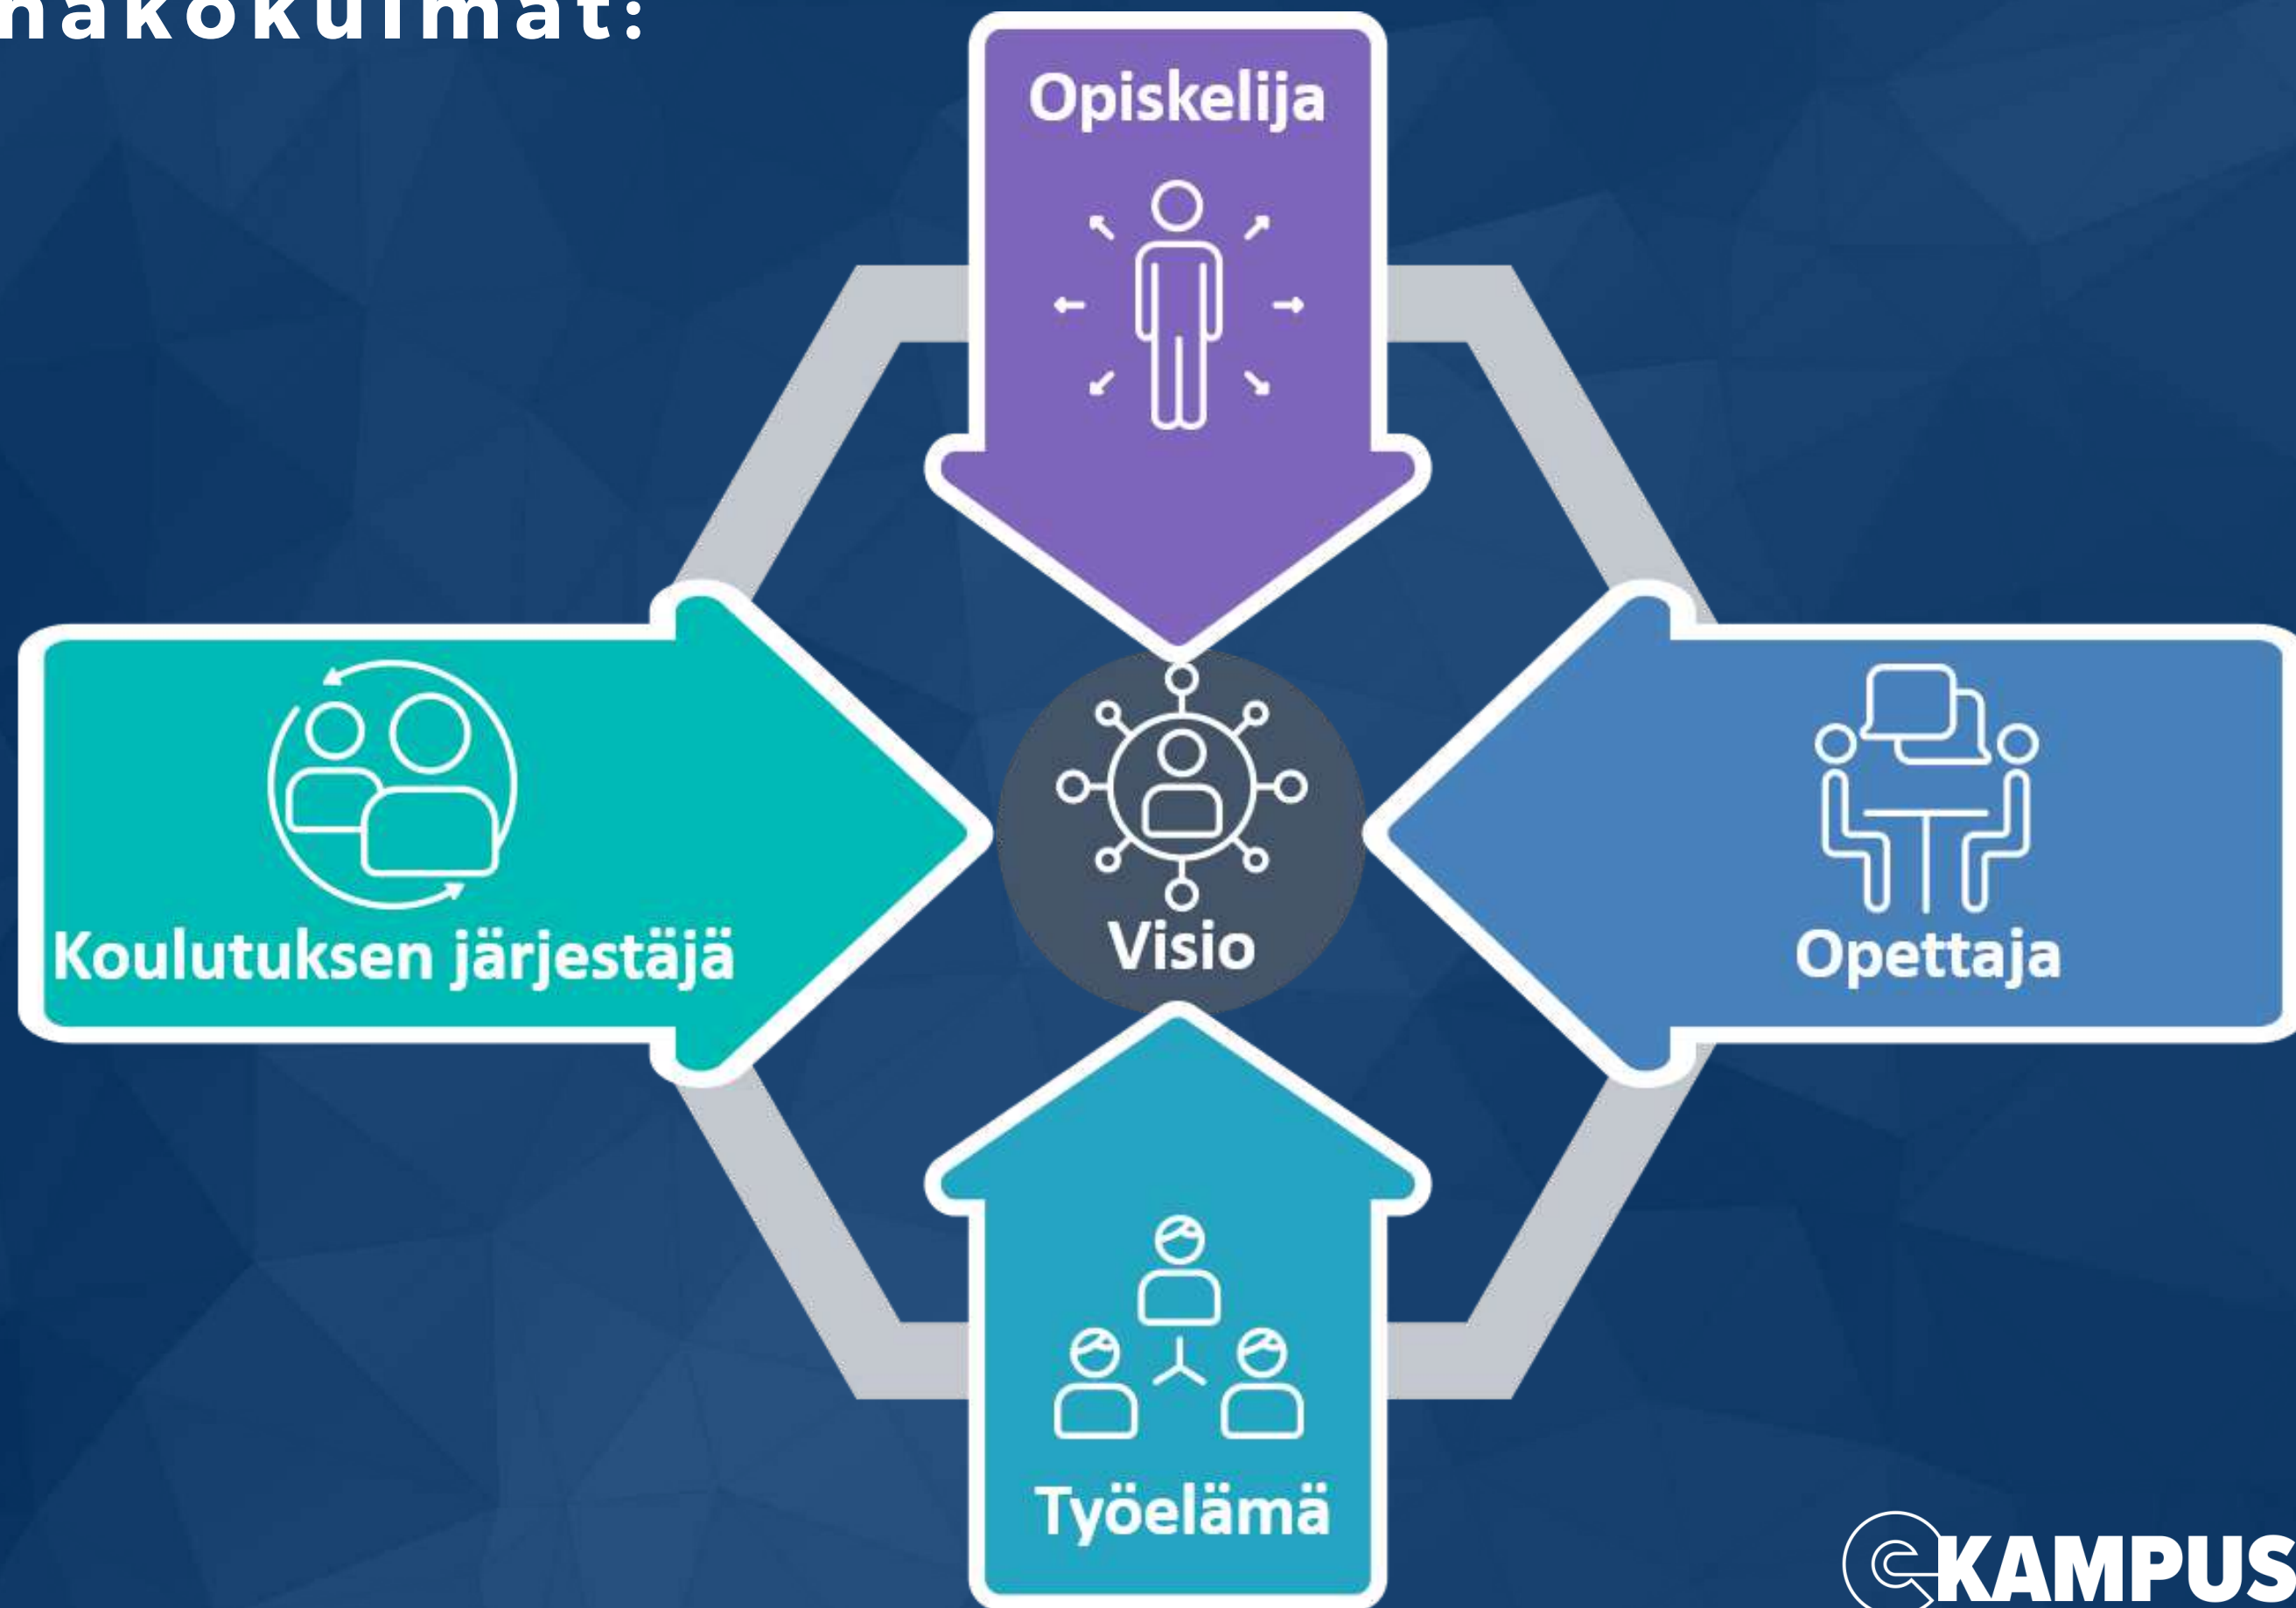 näkökulmat:
Opiskelija
Koulutuksen järjestäjä
Visio
Opettaja
Työelämä
eKAMPUS